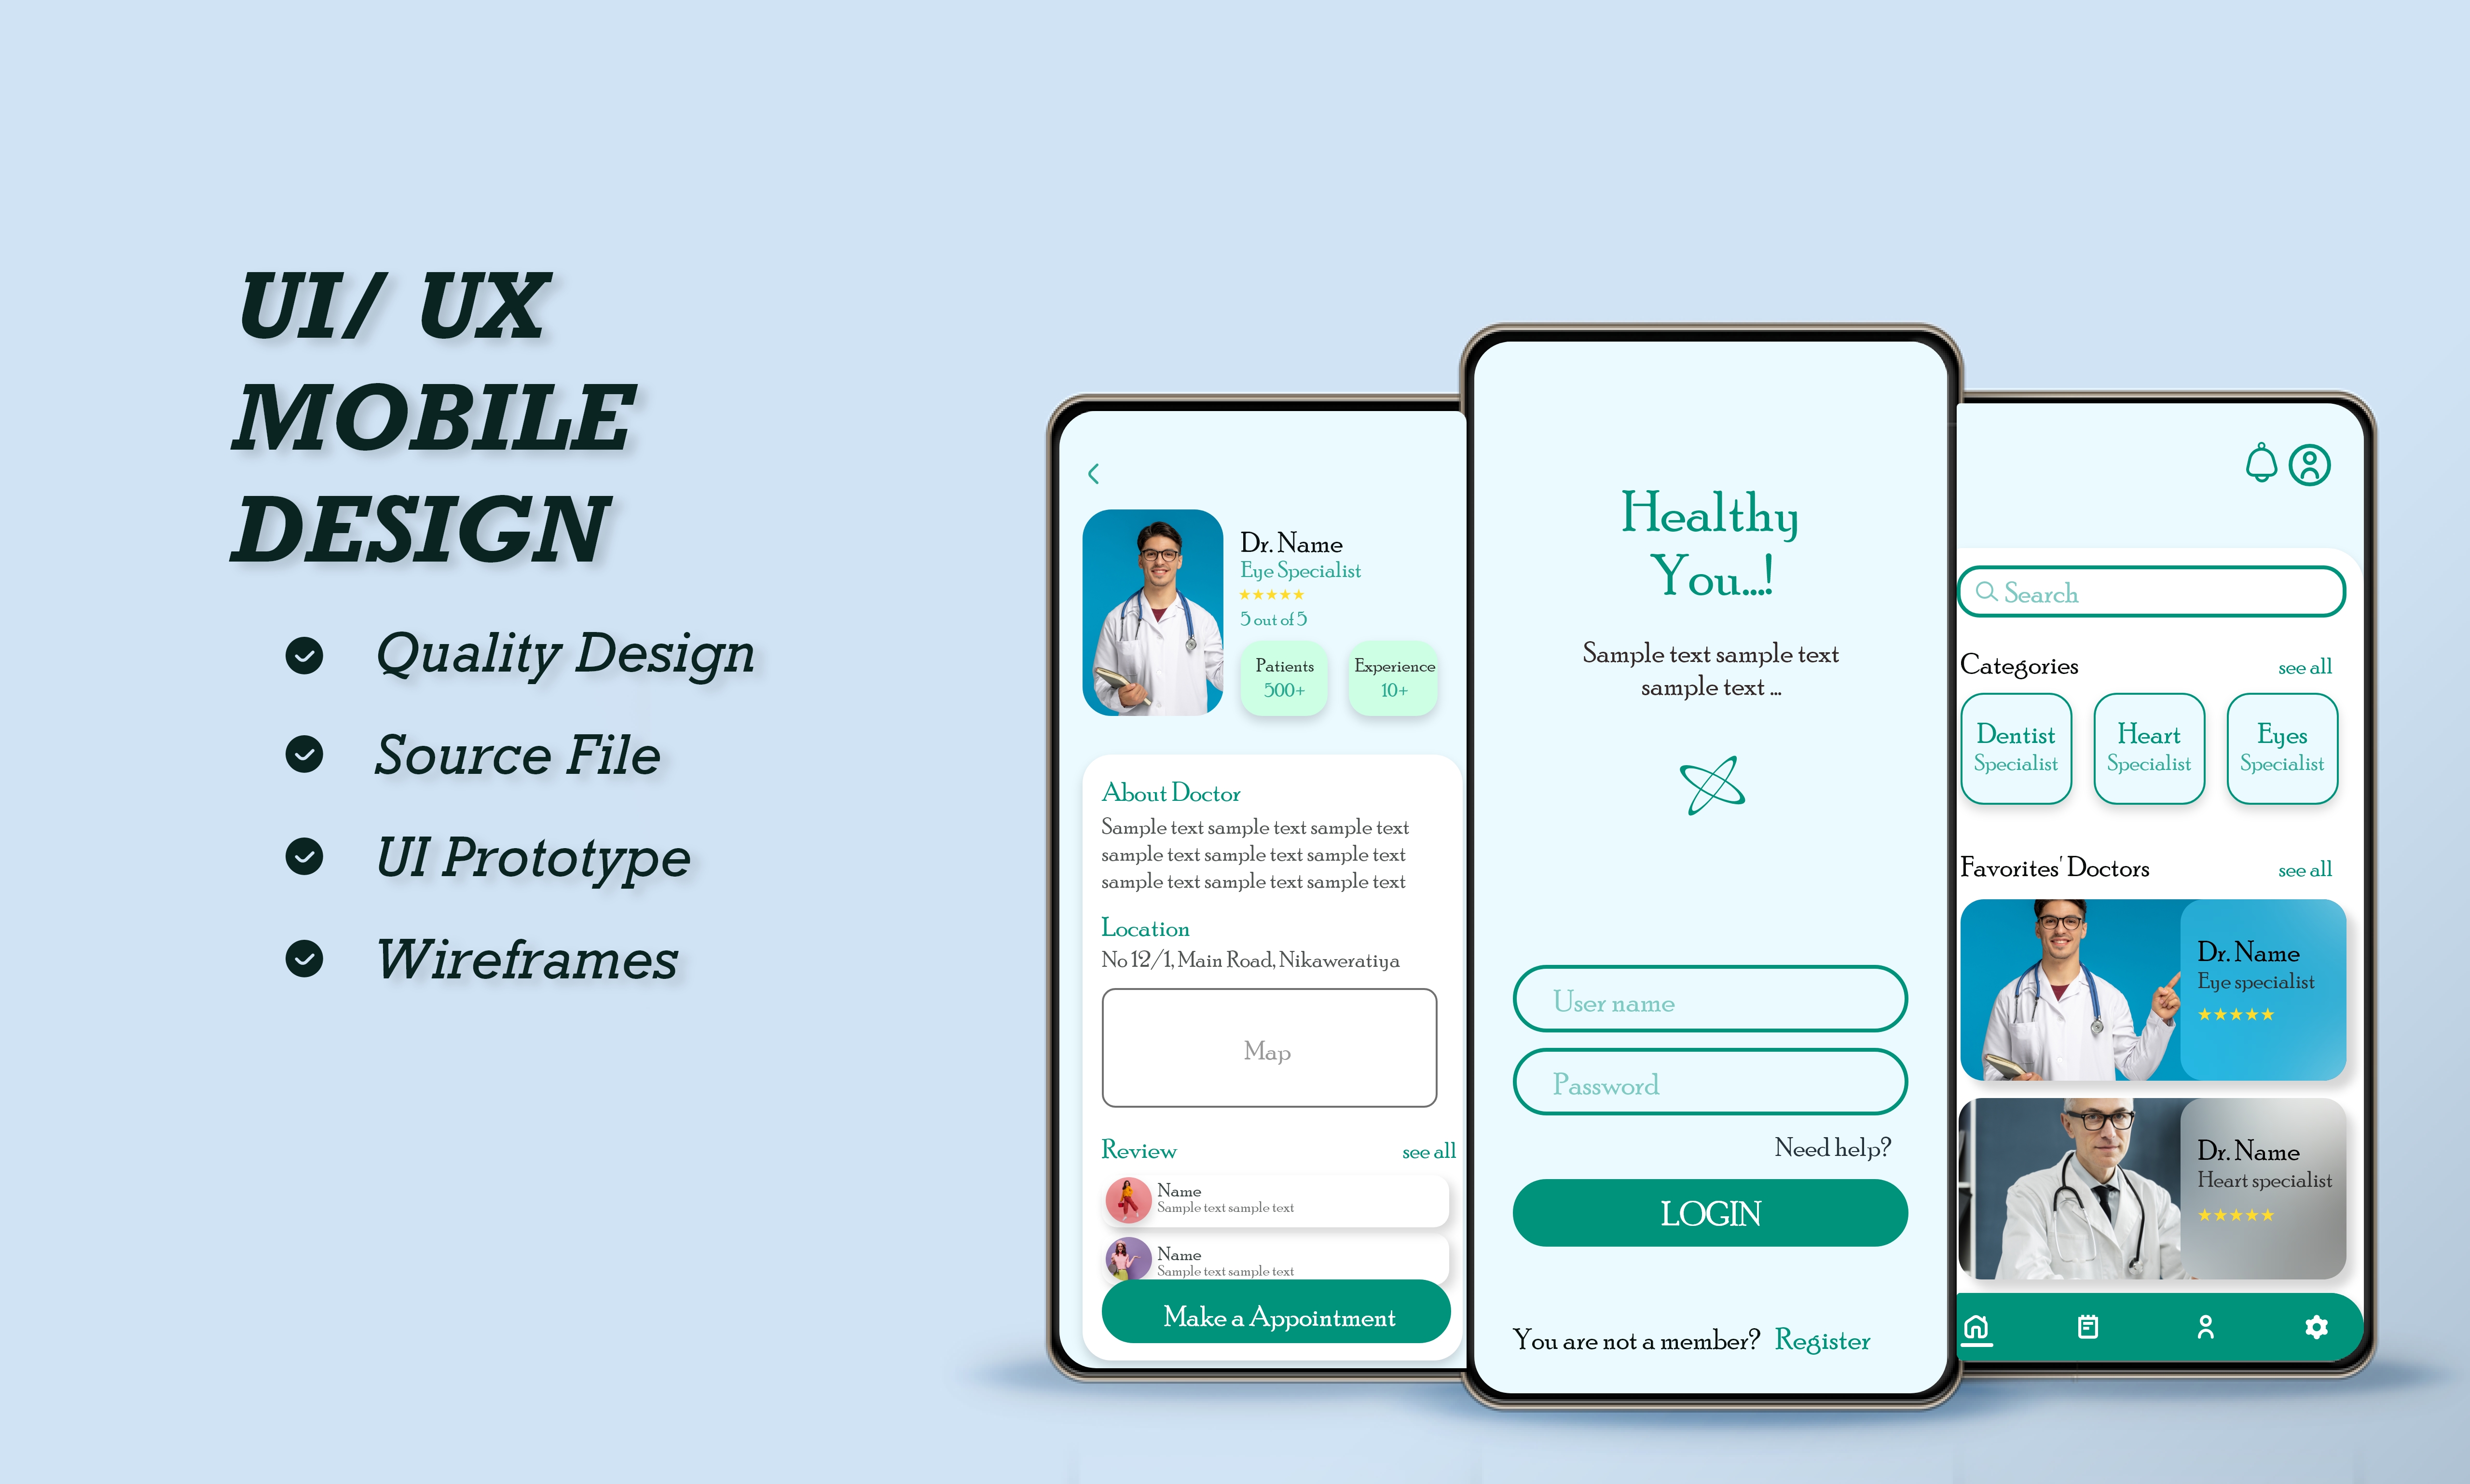 UI/ UX
MOBILE
DESIGN
Quality Design
Source File
UI Prototype
Wireframes
Dr. Name
Eye Specialist
5 out of 5
Patients
500+
Experience
10+
About Doctor
Sample text sample text sample text
sample text sample text sample text
sample text sample text sample text
Location
No 12/1, Main Road, Nikaweratiya
Map
Review see all
Name
Sample text sample text
Name
Sample text sample text
Make a Appointment
Healthy
You...!
Sample text sample text
sample text ...
User name
Password
Need help?
LOGIN
You are not a member? Register
Search
Categories see all
Dentist
Specialist
Heart
Specialist
Eyes
Specialist
Favorites' Doctors see all
Dr. Name
Eye specialist
Dr. Name
Heart specialist